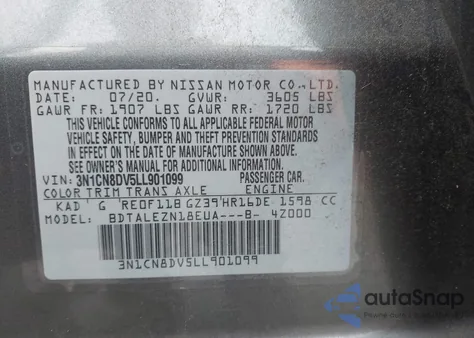 MANUFACTURED BY NISSAN MOTOR CO., LTD.
DATE: 07/20. GVWR: 3605 LBS
GAWR FR: 1907 LBS GAWR RR: 1720 LBS
THIS VEHICLE CONFORMS TO ALL APPLICABLE FEDERAL MOTOR
VEHICLE SAFETY, BUMPER AND THEFT PREVENTION STANDARDS
IN EFFECT ON THE DATE OF MANUFACTURE SHOWN ABOVE.
SEE OWNER'S MANUAL FOR ADDITIONAL INFORMATION.
VIN: 3N1CN8DV5LL901099 PASSENGER CAR.
COLOR TRIM TRANS AXLE ENGINE
KAD ' G 'RE0F11B GZ39'HR16DE 1598 CC
MODEL: BDTALEZN18EUA---B- 4Z000
3N1CN8DV5LL901099
autoSnap